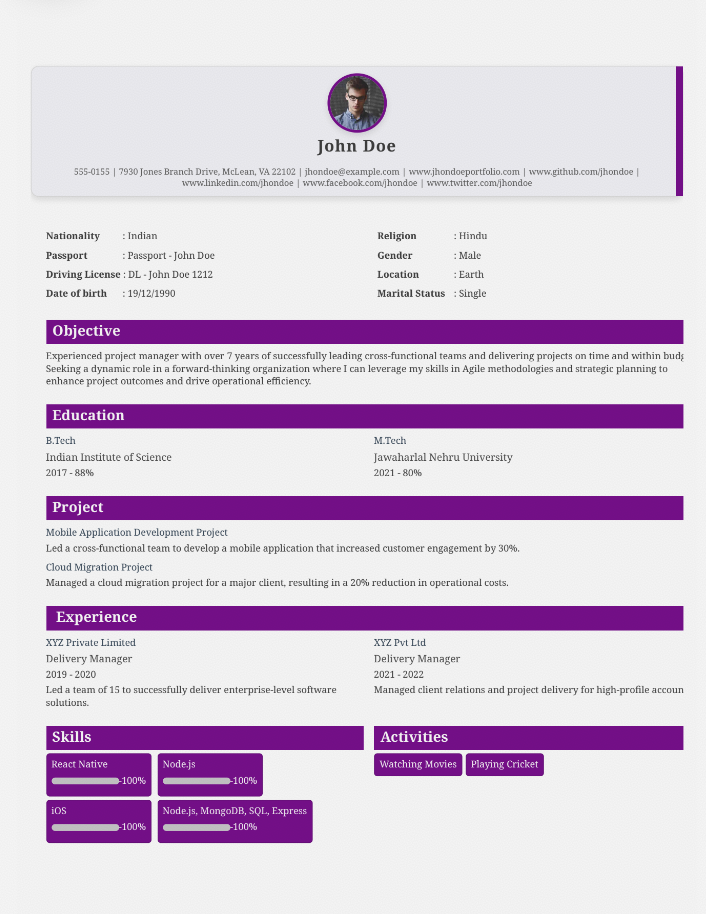 John Doe
555-0155 | 7930 Jones Branch Drive, McLean, VA 22102 | jhondoe@example.com | www.jhondoeportfolio.com | www.github.com/jhondoe |
www.linkedin.com/jhondoe | www.facebook.com/jhondoe | www.twitter.com/jhondoe
Nationality : Indian
Religion : Hindu
Passport : Passport - John Doe
Gender : Male
Driving License : DL - John Doe 1212
Location : Earth
Date of birth : 19/12/1990
Marital Status : Single
Objective
Experienced project manager with over 7 years of successfully leading cross-functional teams and delivering projects on time and within
Seeking a dynamic role in a forward-thinking organization where I can leverage my skills in Agile methodologies and strategic planning to
enhance project outcomes and drive operational efficiency.
Education
B.Tech
Indian Institute of Science
2017 - 88%
M.Tech
Jawaharlal Nehru University
2021 - 80%
Project
Mobile Application Development Project
Led a cross-functional team to develop a mobile application that increased customer engagement by 30%.
Cloud Migration Project
Managed a cloud migration project for a major client, resulting in a 20% reduction in operational costs.
Experience
XYZ Private Limited
Delivery Manager
2019 - 2020
Led a team of 15 to successfully deliver enterprise-level software
solutions.
XYZ Pvt Ltd
Delivery Manager
2021 - 2022
Managed client relations and project delivery for high-profile accoun
Skills
React Native
-100%
Node.js
-100%
iOS
-100%
Node.js, MongoDB, SQL, Express
-100%
Activities
Watching Movies
Playing Cricket